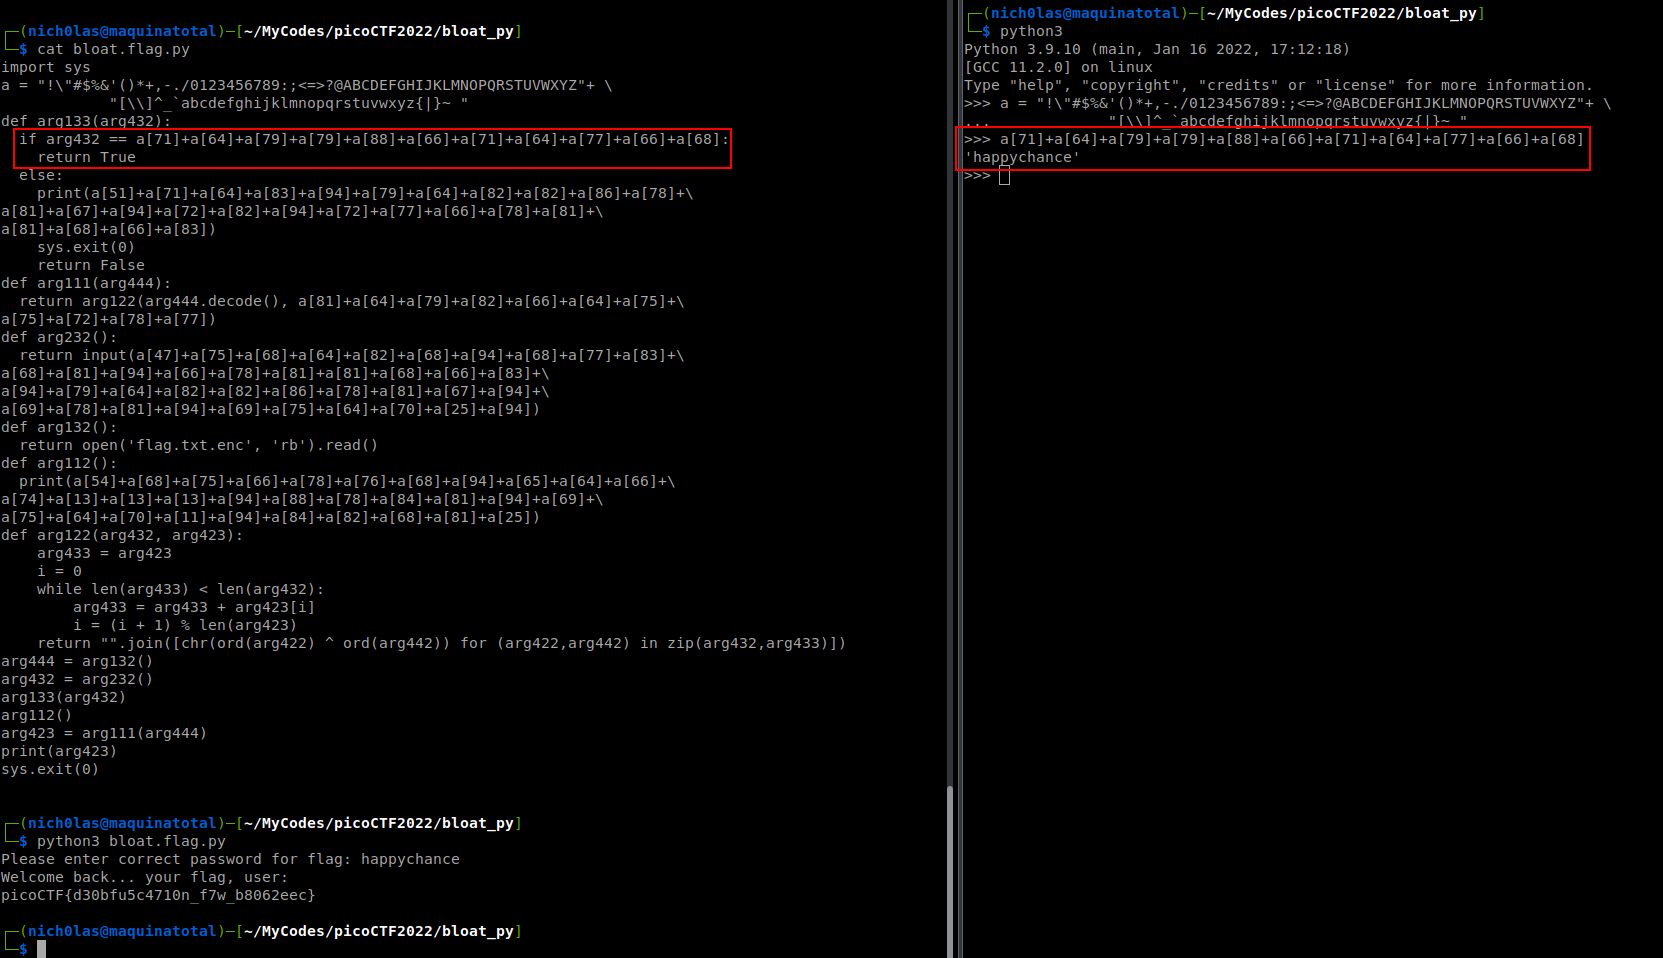 ┌─(nich0las@maquinatotal)─[~/MyCodes/picoCTF2022/bloat_py]
└─$ cat bloat.flag.py
import sys
a = "!\"#$%&'()*+,-./0123456789:;<=>?@ABCDEFGHIJKLMNOPQRSTUVWXYZ"+ \
            "[\\]^_`abcdefghijklmnopqrstuvwxyz{|}~ "
def arg133(arg432):
  if arg432 == a[71]+a[64]+a[79]+a[79]+a[88]+a[66]+a[71]+a[64]+a[77]+a[66]+a[68]:
    return True
  else:
    print(a[51]+a[71]+a[64]+a[83]+a[94]+a[79]+a[64]+a[82]+a[82]+a[86]+a[78]+\
a[81]+a[67]+a[94]+a[72]+a[82]+a[94]+a[72]+a[77]+a[66]+a[78]+a[81]+\
a[81]+a[68]+a[66]+a[83])
    sys.exit(0)
    return False
def arg111(arg444):
  return arg122(arg444.decode(), a[81]+a[64]+a[79]+a[82]+a[66]+a[64]+a[75]+\
a[75]+a[72]+a[78]+a[77])
def arg232():
  return input(a[47]+a[75]+a[68]+a[64]+a[82]+a[68]+a[94]+a[68]+a[77]+a[83]+\
a[68]+a[81]+a[94]+a[66]+a[78]+a[81]+a[81]+a[68]+a[66]+a[83]+\
a[94]+a[79]+a[64]+a[82]+a[82]+a[86]+a[78]+a[81]+a[67]+a[94]+\
a[69]+a[78]+a[81]+a[94]+a[69]+a[75]+a[64]+a[70]+a[25]+a[94])
def arg132():
  return open('flag.txt.enc', 'rb').read()
def arg112():
  print(a[54]+a[68]+a[75]+a[66]+a[78]+a[76]+a[68]+a[94]+a[65]+a[64]+a[66]+\
a[74]+a[13]+a[13]+a[13]+a[94]+a[88]+a[78]+a[84]+a[81]+a[94]+a[69]+\
a[75]+a[64]+a[70]+a[11]+a[94]+a[84]+a[82]+a[68]+a[81]+a[25])
def arg122(arg432, arg423):
    arg433 = arg423
    i = 0
    while len(arg433) < len(arg432):
        arg433 = arg433 + arg423[i]
        i = (i + 1) % len(arg423)
    return "".join([chr(ord(arg422) ^ ord(arg442)) for (arg422,arg442) in zip(arg432,arg433)])
arg444 = arg132()
arg432 = arg232()
arg133(arg432)
arg112()
arg423 = arg111(arg444)
print(arg423)
sys.exit(0)
┌─(nich0las@maquinatotal)─[~/MyCodes/picoCTF2022/bloat_py]
└─$ python3 bloat.flag.py
Please enter correct password for flag: happychance
Welcome back... your flag, user:
picoCTF{d30bfu5c4710n_f7w_b8062eec}
┌─(nich0las@maquinatotal)─[~/MyCodes/picoCTF2022/bloat_py]
└─$
┌─(nich0las@maquinatotal)─[~/MyCodes/picoCTF2022/bloat_py]
└─$ python3
Python 3.9.10 (main, Jan 16 2022, 17:12:18)
[GCC 11.2.0] on linux
Type "help", "copyright", "credits" or "license" for more information.
>>> a = "!\"#$%&'()*+,-./0123456789:;<=>?@ABCDEFGHIJKLMNOPQRSTUVWXYZ"+ \
...             "[\\]^_`abcdefghijklmnopqrstuvwxyz{|}~ "
>>> a[71]+a[64]+a[79]+a[79]+a[88]+a[66]+a[71]+a[64]+a[77]+a[66]+a[68]
'happychance'
>>>